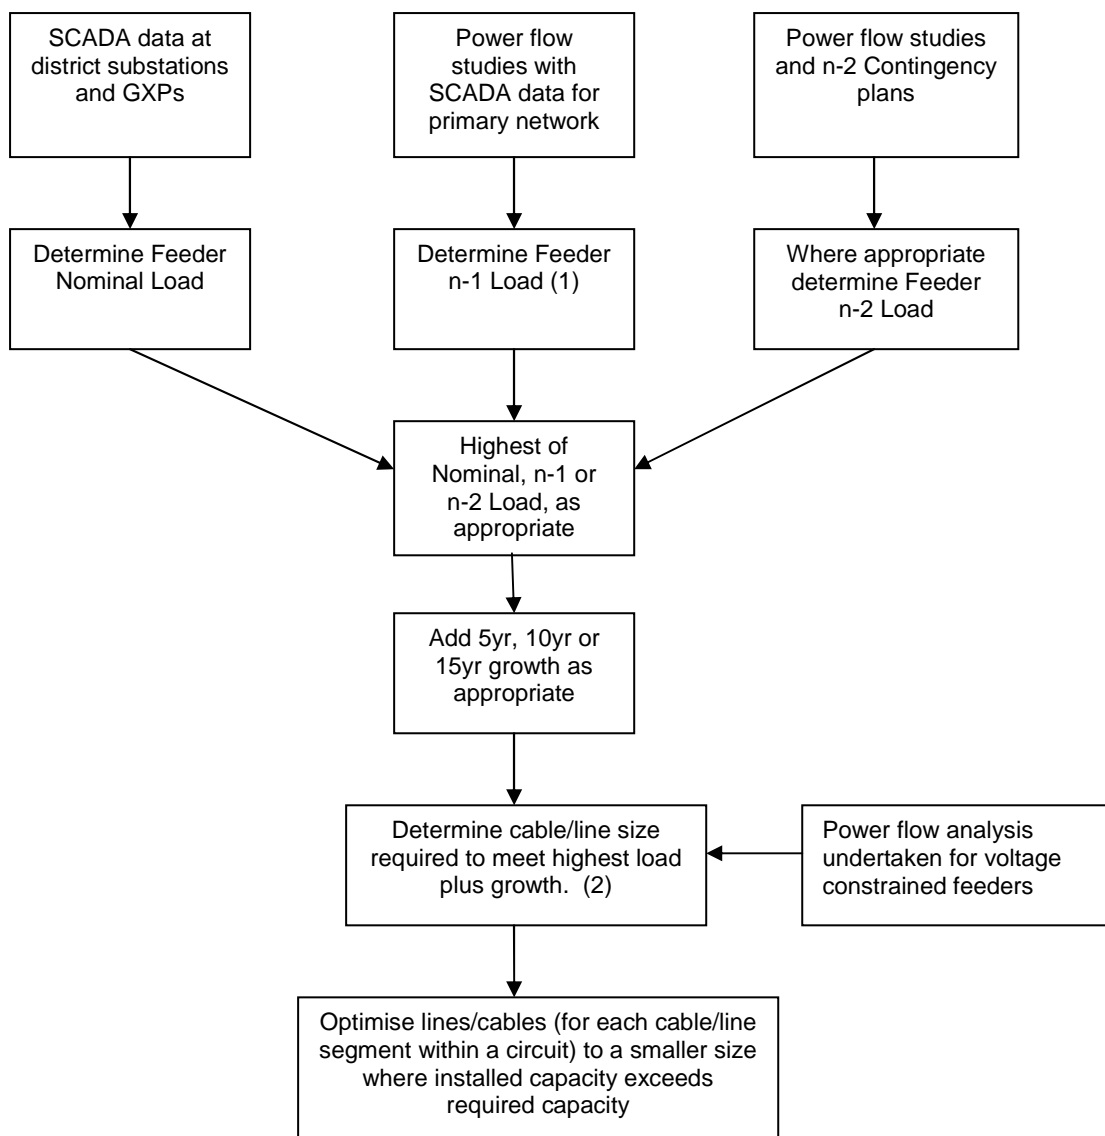 SCADA data at
district substations
and GXPs
Power flow
studies with
SCADA data for
primary network
Power flow studies
and n-2 Contingency
plans
Determine Feeder
Nominal Load
Determine Feeder
n-1 Load (1)
Where appropriate
determine Feeder
n-2 Load
Highest of
Nominal, n-1 or
n-2 Load, as
appropriate
Add 5yr, 10yr or
15yr growth as
appropriate
Determine cable/line size
required to meet highest load
plus growth. (2)
Power flow analysis
undertaken for voltage
constrained feeders
Optimise lines/cables (for each cable/line
segment within a circuit) to a smaller size
where installed capacity exceeds
required capacity